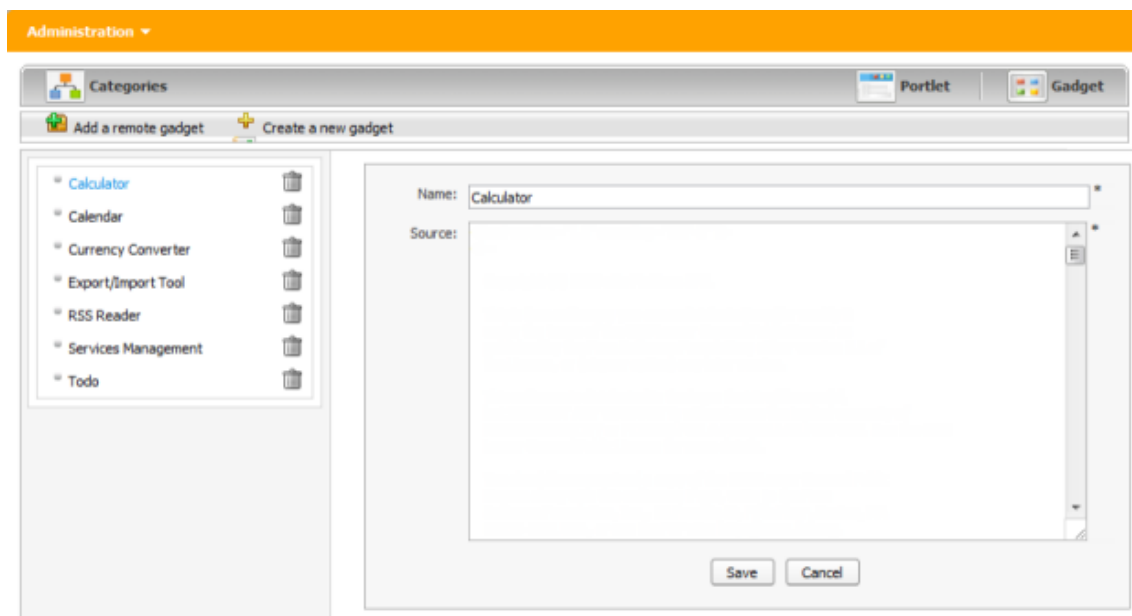 Administration
Categories Portlet Gadget
Add a remote gadget Create a new gadget
Calculator
Calendar
Currency Converter
Export/Import Tool
RSS Reader
Services Management
Todo
Name: Calculator *
Source: *
Save Cancel